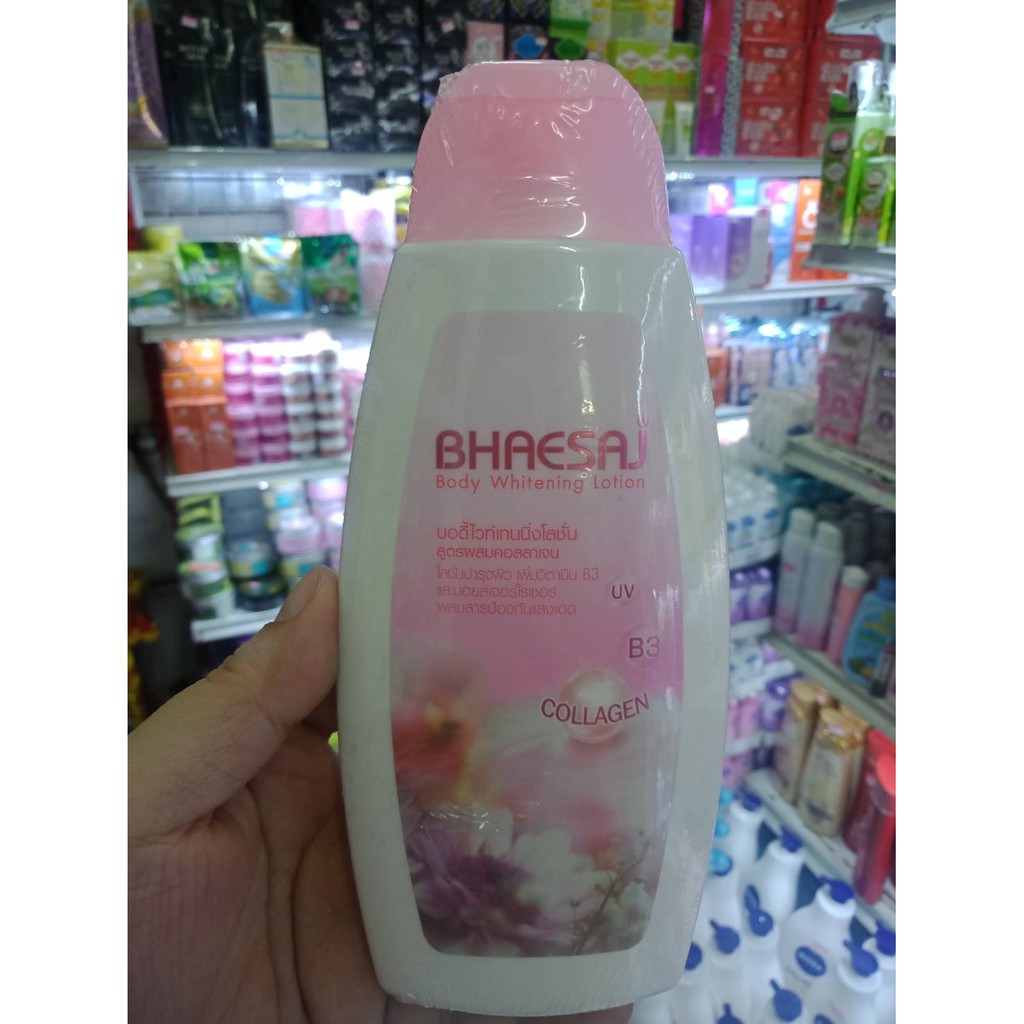 BHAESAJ
Body Whitening Lotion
บอดี้ไวท์เทนนิ่งโลชั่น
สูตรผสมคอลลาเจน
โลชั่นบำรุงผิว เพิ่มวิตามิน B3
และมอยส์เจอร์ไรเซอร์
ผสมสารป้องกันแสงแดด
UV
B3
COLLAGEN